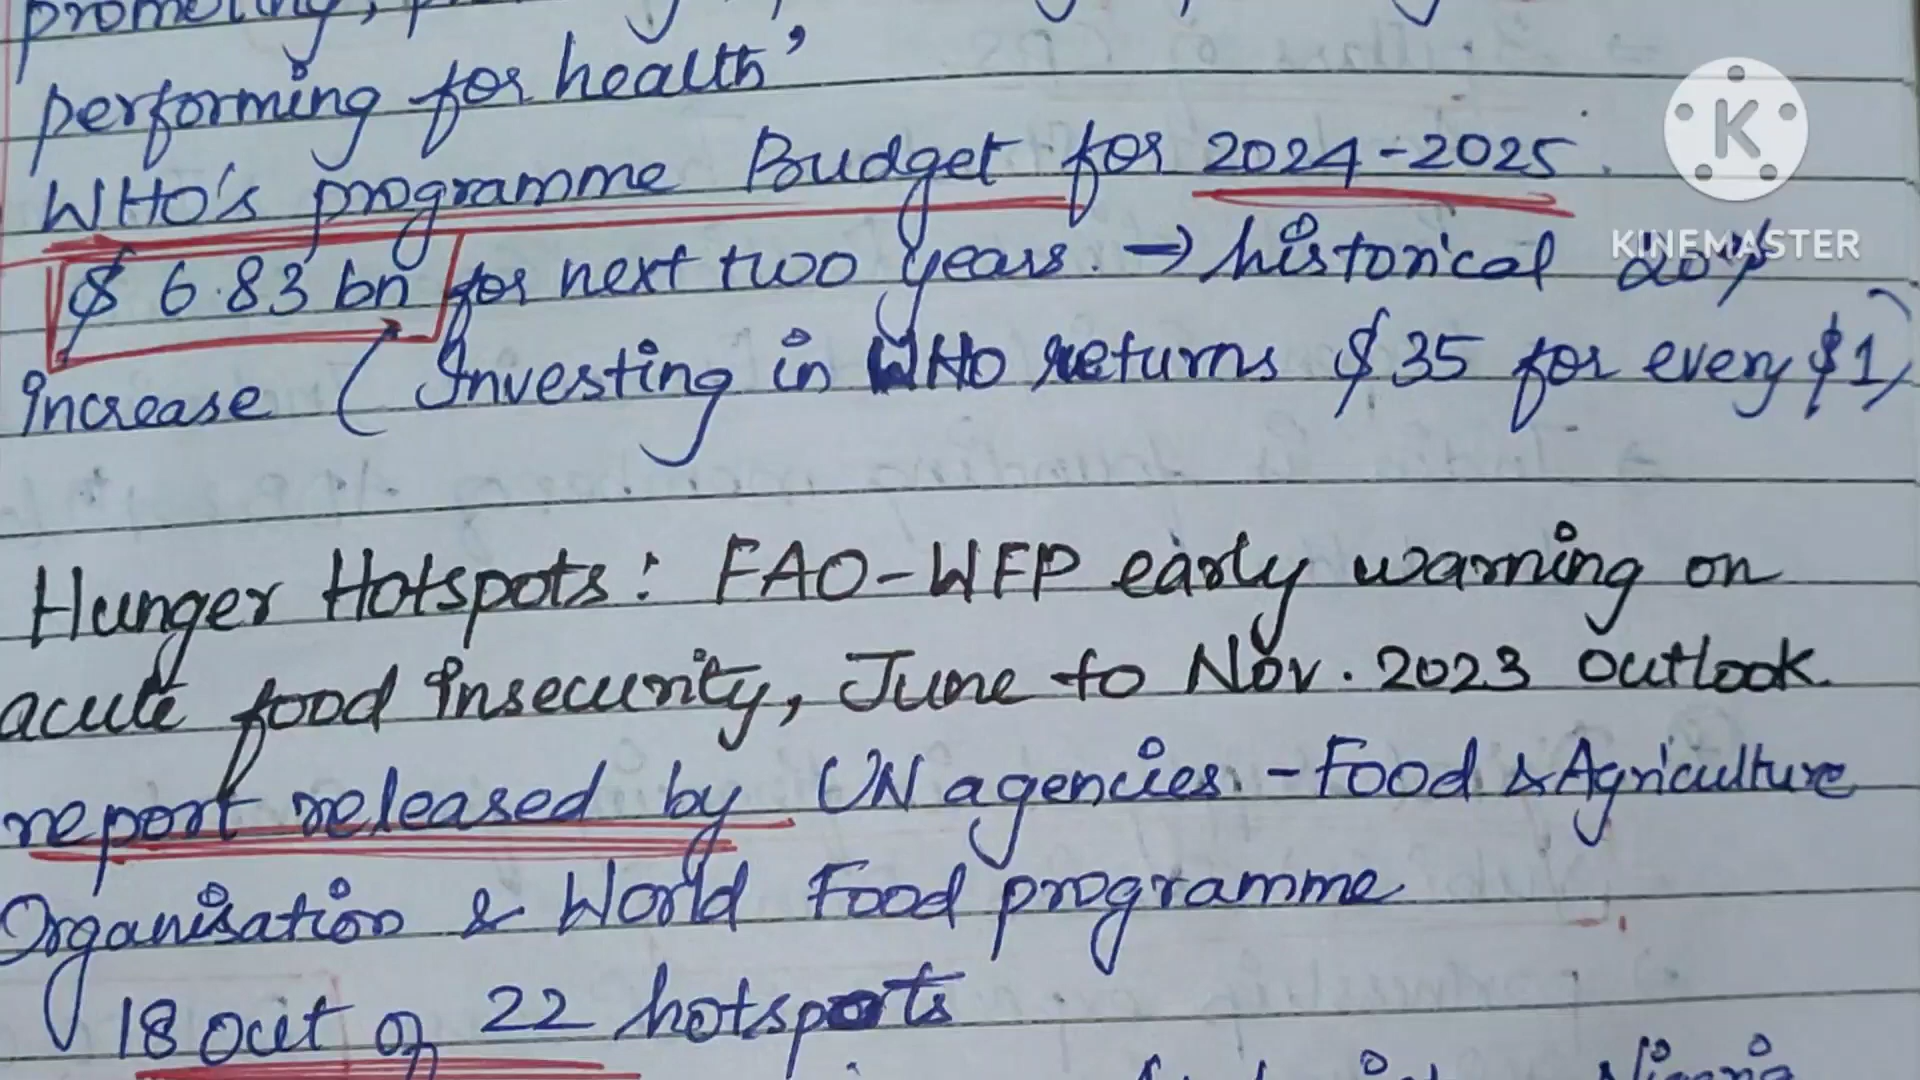 promoting,
performing for health'
WHO's programme Budget for 2024-2025.
$ 6.83 bn for next two years. → historical 20%
increase (Investing in WHO returns $35 for every $1)
Hunger Hotspots: FAO-WFP early warning on
acute food insecurity, June to Nov. 2023 outlook
report released by UN agencies. - Food & Agriculture
Organisation & World Food programme
18 out of 22 hotspots
K
KINEMASTER